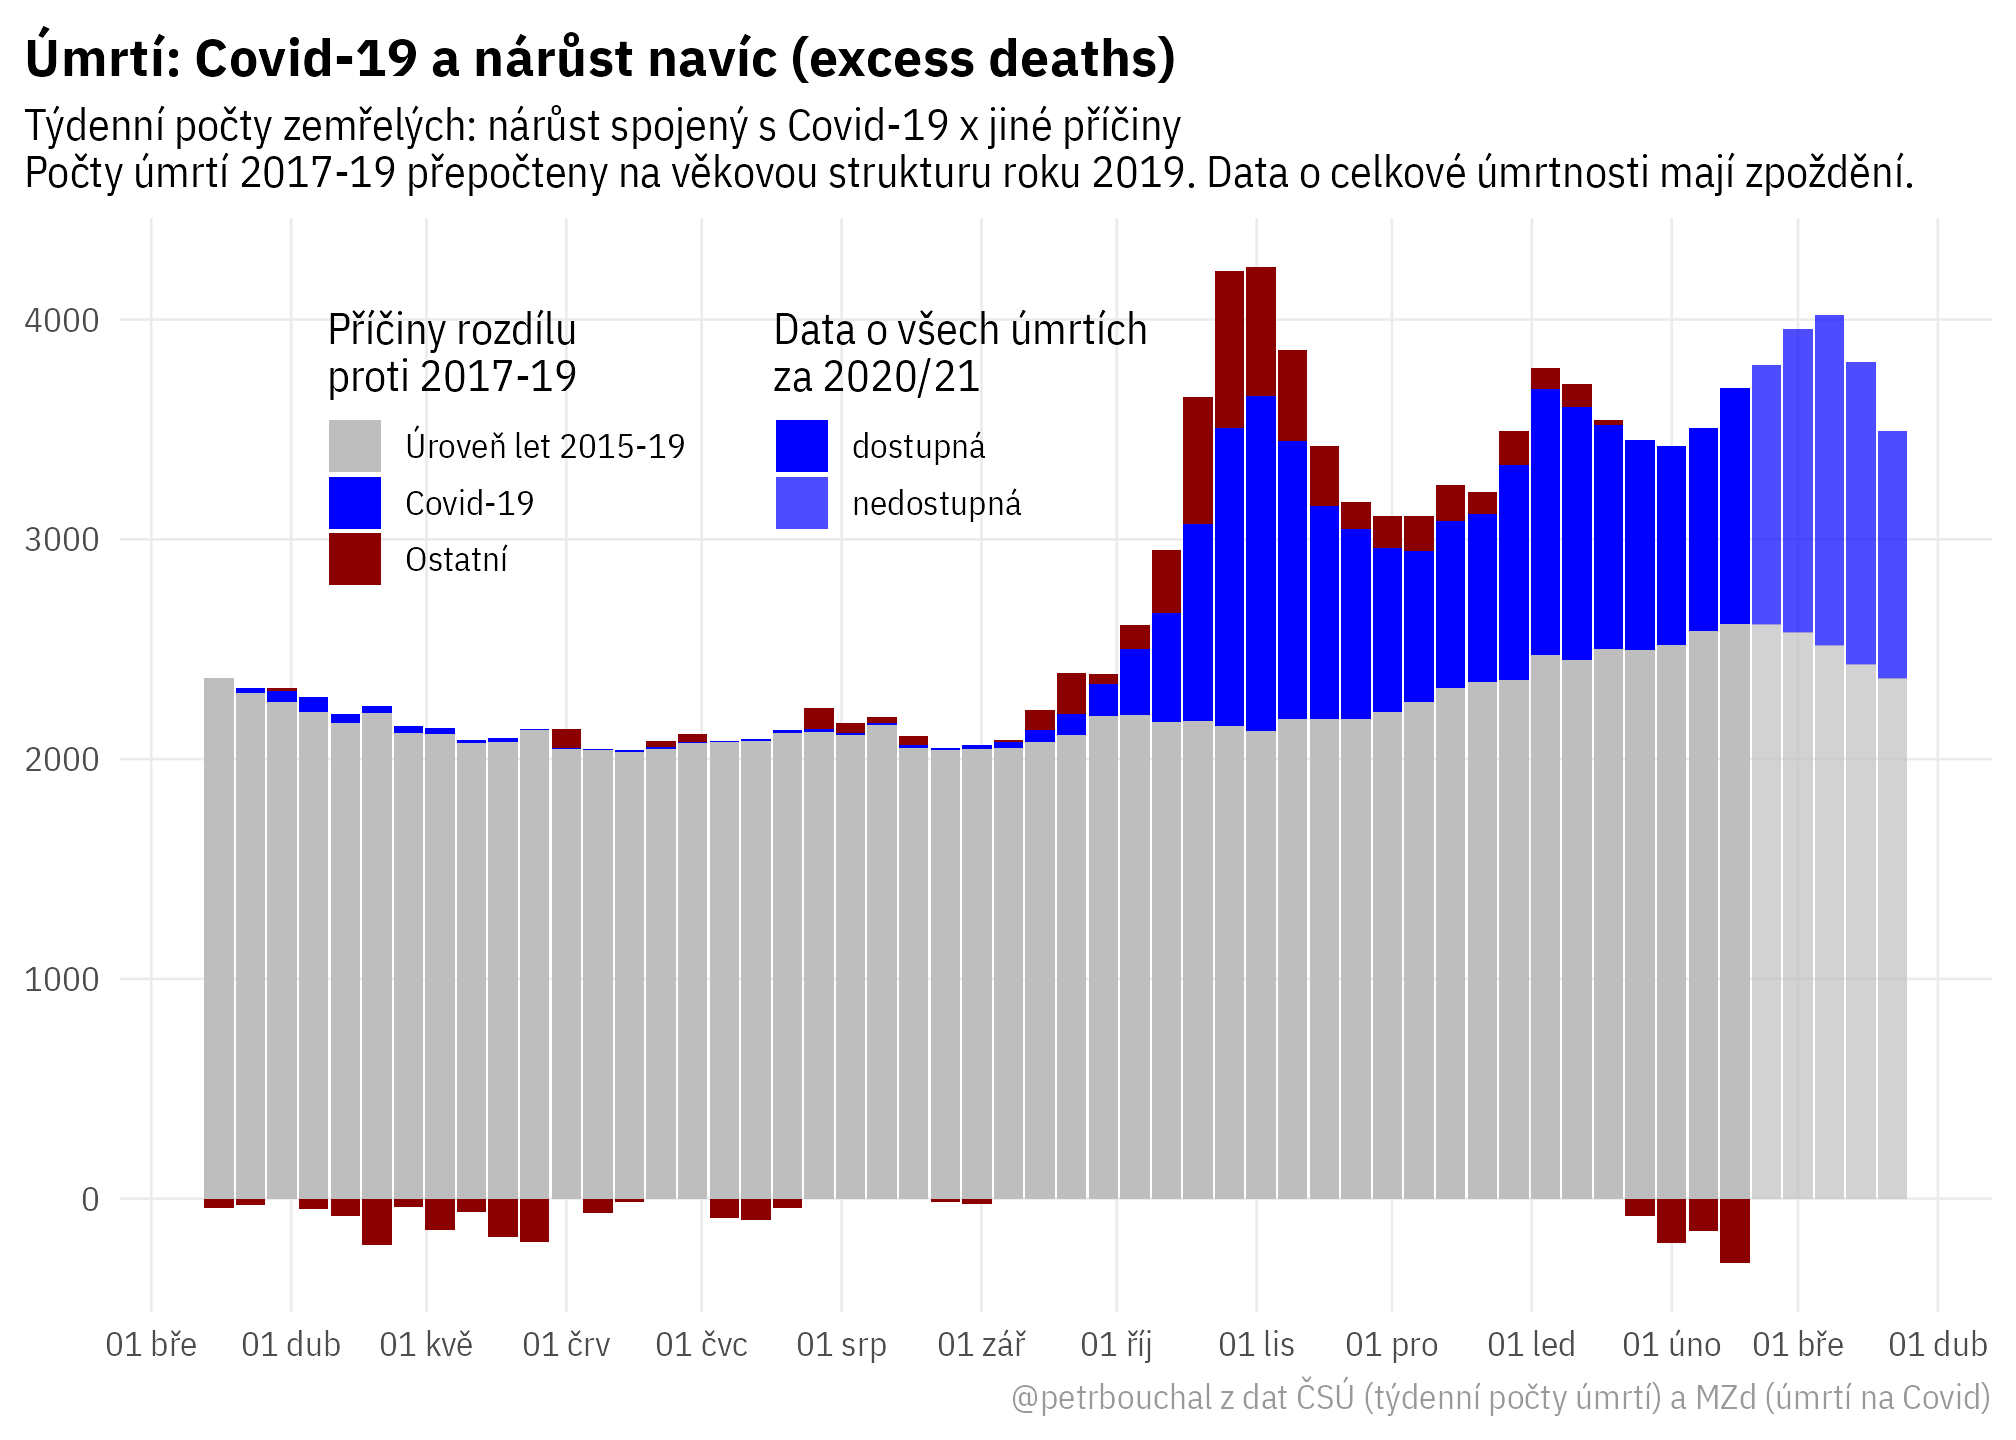 Úmrtí: Covid-19 a nárůst navíc (excess deaths)
Týdenní počty zemřelých: nárůst spojený s Covid-19 x jiné příčiny
Počty úmrtí 2017-19 přepočteny na věkovou strukturu roku 2019. Data o celkové úmrtnosti mají zpoždění.
Příčiny rozdílu
proti 2017-19
Úroveň let 2015-19
Covid-19
Ostatní
Data o všech úmrtích
za 2020/21
dostupná
nedostupná
4000
3000
2000
1000
0
01 bře 01 dub 01 kvě 01 črv 01 čvc 01 srp 01 zář 01 říj 01 lis 01 pro 01 led 01 úno 01 bře 01 dub
@petrbouchal z dat ČSÚ (týdenní počty úmrtí) a MZd (úmrtí na Covid)